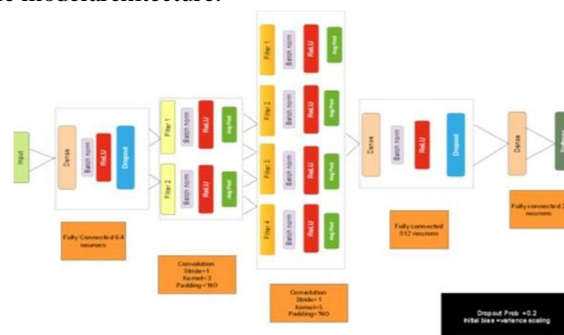 Input
Dense
Batch norm
ReLU
Dropout
Filter 1
Batch norm
ReLU
Avg Pool
Filter 2
Batch norm
ReLU
Avg Pool
Filter 1
Batch norm
ReLU
Avg Pool
Filter 2
Batch norm
ReLU
Avg Pool
Filter 3
Batch norm
ReLU
Avg Pool
Filter 4
Batch norm
ReLU
Avg Pool
Dense
Batch norm
ReLU
Dropout
Dense
Fully Connected 64
neurons
Convolution
Stride=1
Kernel=3
Padding='NO
Convolution
Stride= 1
Kernel=5
Padding='NO
Fully connected
512 neurons
Fully connected 2
neurons
Dropout Prob =0.2
Initial bias =varience scaling